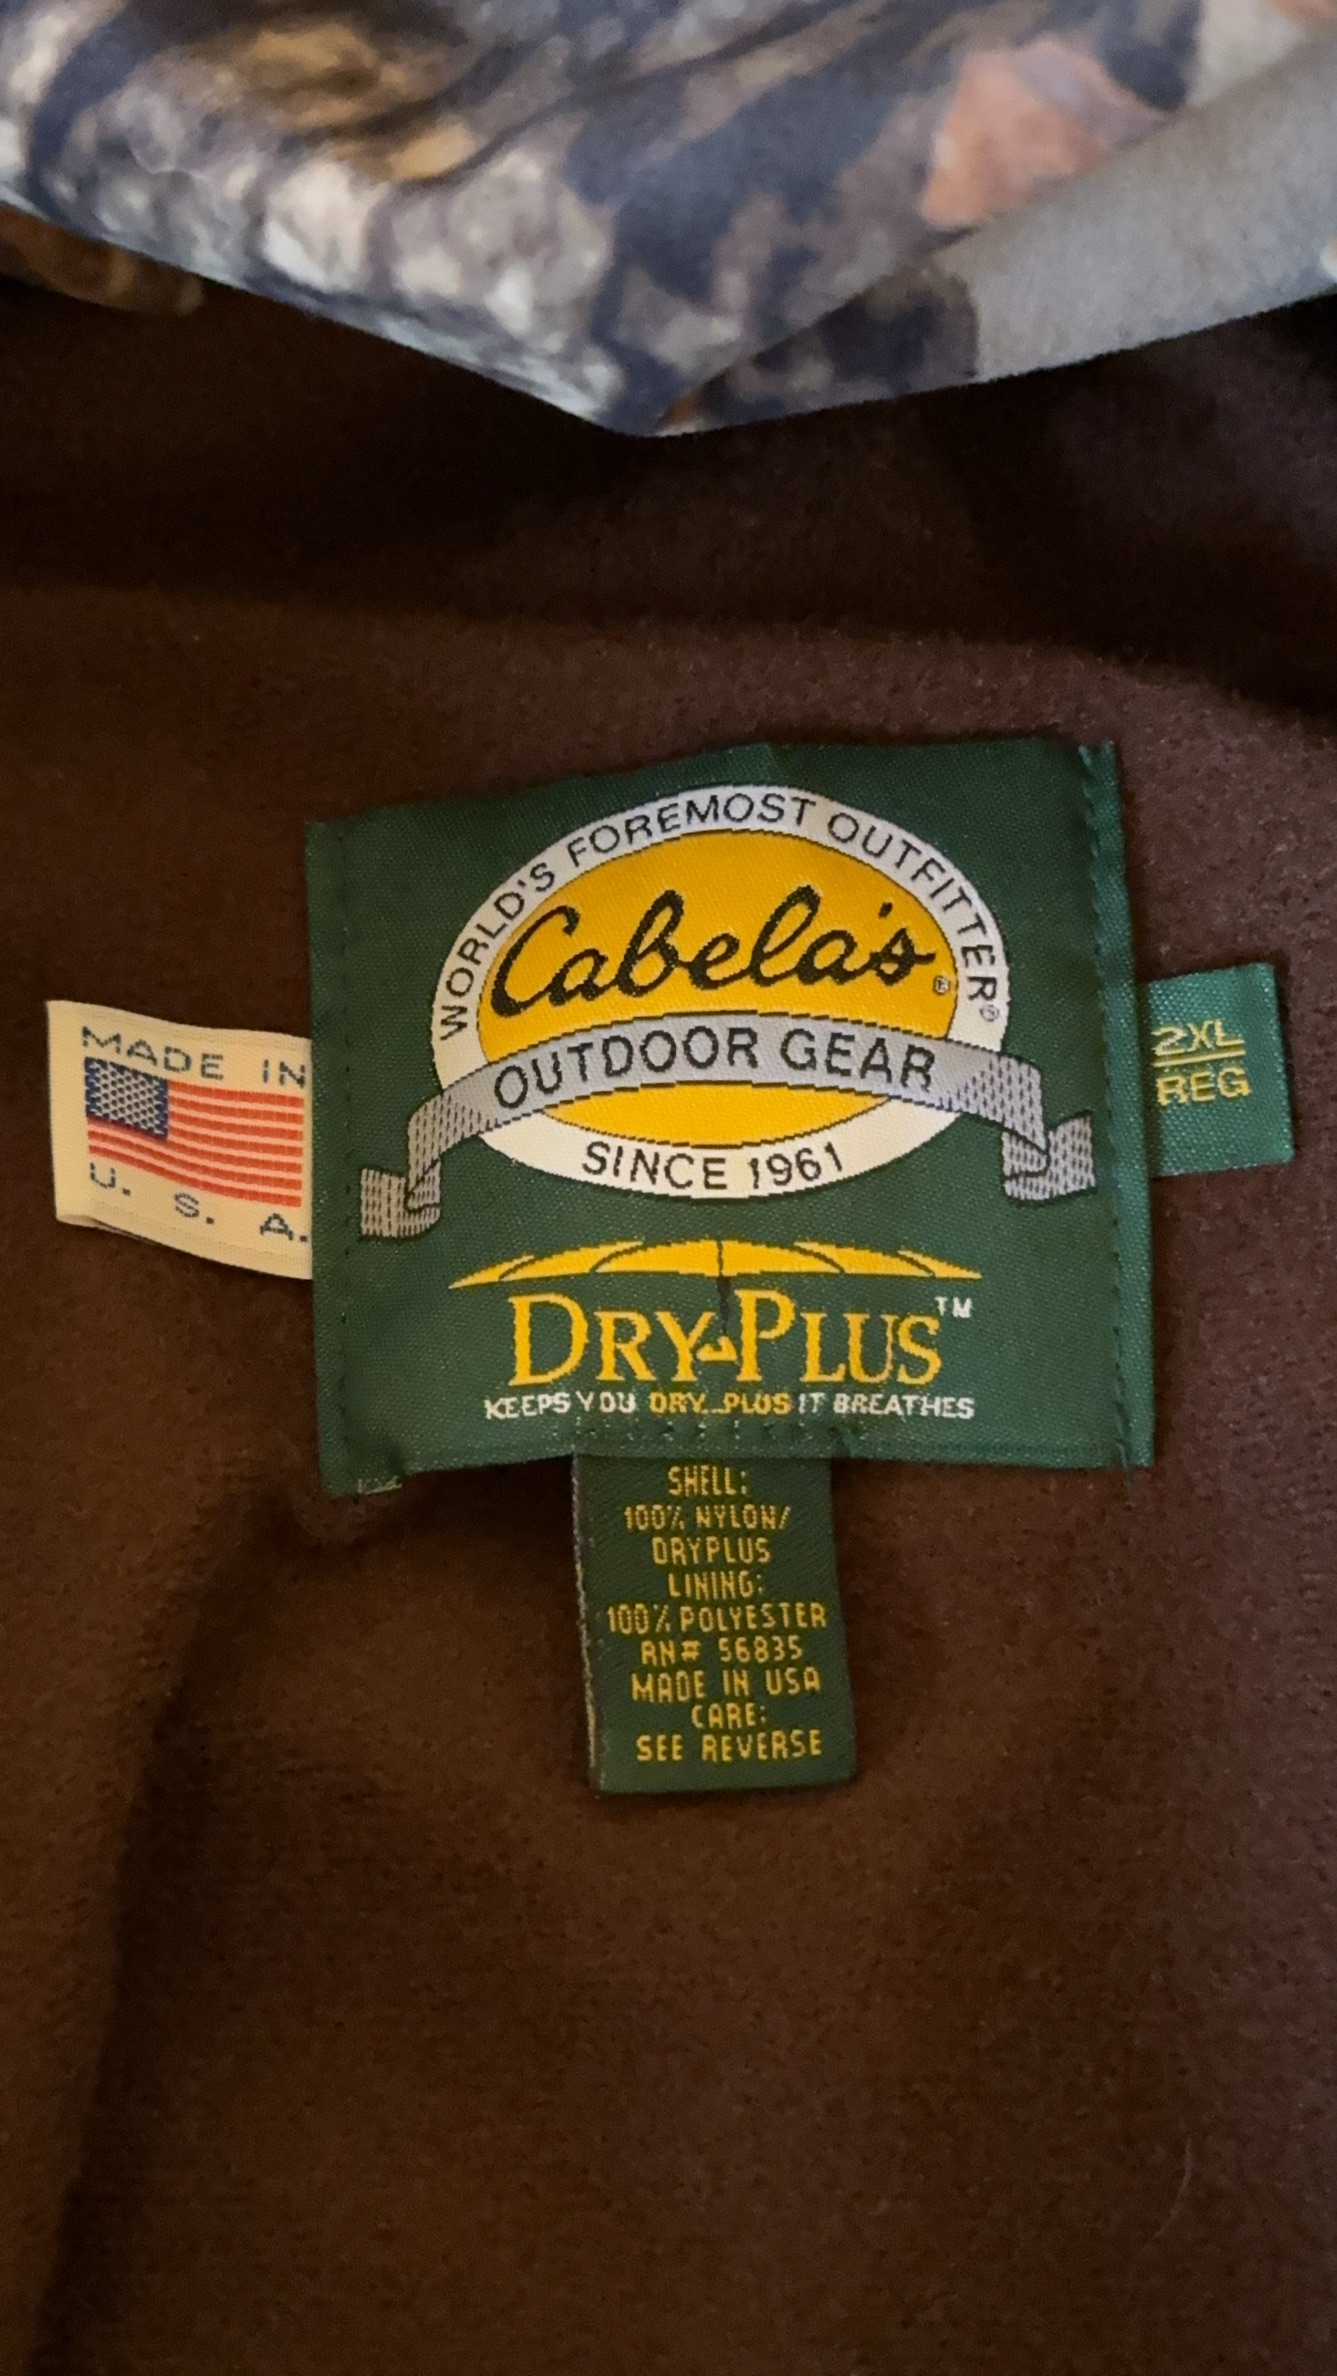 WORLD'S FOREMOST OUTFITTER®
Cabela's®
OUTDOOR GEAR
SINCE 1961
MADE IN
U. S. A.
2XL
REG
DRY-PLUS™
KEEPS YOU DRY...PLUS IT BREATHES
SHELL:
100% NYLON/
DRYPLUS
LINING:
100% POLYESTER
RN# 56835
MADE IN USA
CARE:
SEE REVERSE